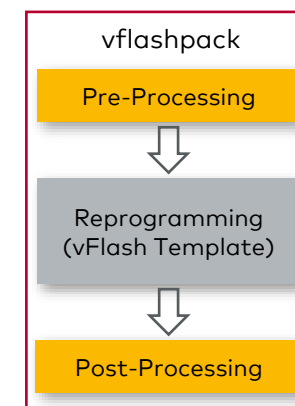 vflashpack
Pre-Processing
Reprogramming
(vFlash Template)
Post-Processing